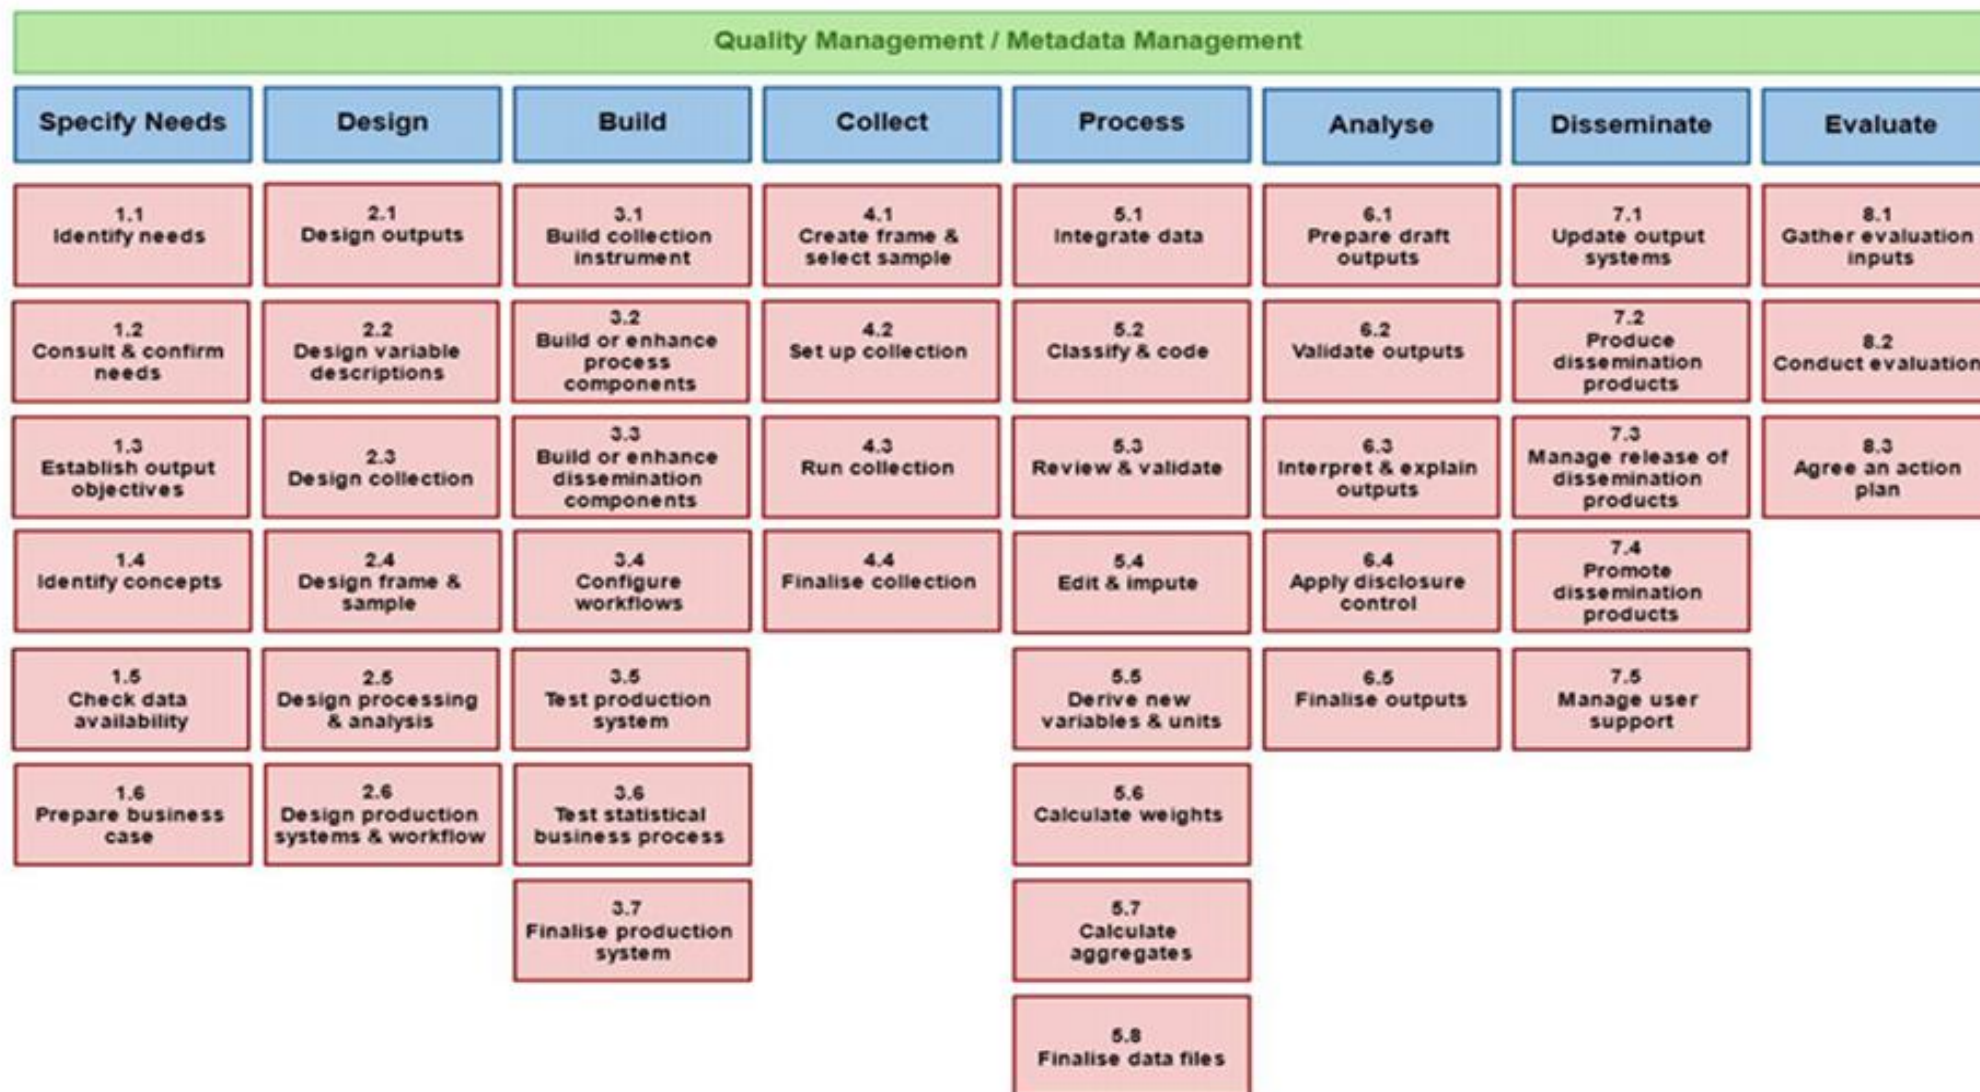 Quality Management / Metadata Management
Specify Needs
Design
Build
Collect
Process
Analyse
Disseminate
Evaluate
1.1
Identify needs
1.2
Consult & confirm
needs
1.3
Establish output
objectives
1.4
Identify concepts
1.5
Check data
availability
1.6
Prepare business
case
2.1
Design outputs
2.2
Design variable
descriptions
2.3
Design collection
2.4
Design frame &
sample
2.5
Design processing
& analysis
2.6
Design production
systems & workflow
3.1
Build collection
instrument
3.2
Build or enhance
process
components
3.3
Build or enhance
dissemination
components
3.4
Configure
workflows
3.5
Test production
system
3.6
Test statistical
business process
3.7
Finalise production
system
4.1
Create frame &
select sample
4.2
Set up collection
4.3
Run collection
4.4
Finalise collection
5.1
Integrate data
5.2
Classify & code
5.3
Review & validate
5.4
Edit & impute
5.5
Derive new
variables & units
5.6
Calculate weights
5.7
Calculate
aggregates
5.8
Finalise data files
6.1
Prepare draft
outputs
6.2
Validate outputs
6.3
Interpret & explain
outputs
6.4
Apply disclosure
control
6.5
Finalise outputs
7.1
Update output
systems
7.2
Produce
dissemination
products
7.3
Manage release of
dissemination
products
7.4
Promote
dissemination
products
7.5
Manage user
support
8.1
Gather evaluation
inputs
8.2
Conduct evaluation
8.3
Agree an action
plan